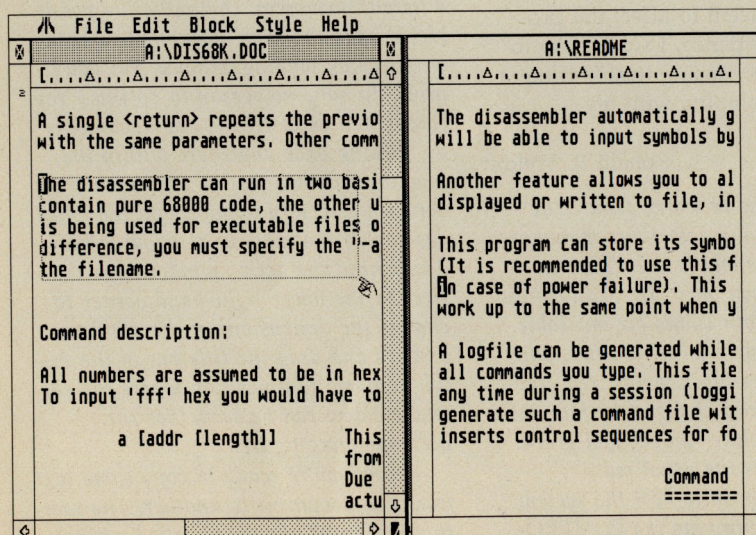 File Edit Block Style Help
A:\DIS68K.DOC
2
A single <return> repeats the previo
with the same parameters. Other comm
The disassembler can run in two basi
contain pure 68000 code, the other u
is being used for executable files o
difference, you must specify the "-a
the filename.
Command description:
All numbers are assumed to be in hex
To input 'fff' hex you would have to
a [addr [length]] This
from
Due
actu
A:\README
The disassembler automatically g
will be able to input symbols by
Another feature allows you to al
displayed or written to file, in
This program can store its symbo
(It is recommended to use this f
in case of power failure). This
work up to the same point when y
A logfile can be generated while
all commands you type. This file
any time during a session (loggi
generate such a command file wit
inserts control sequences for fo
Command
========